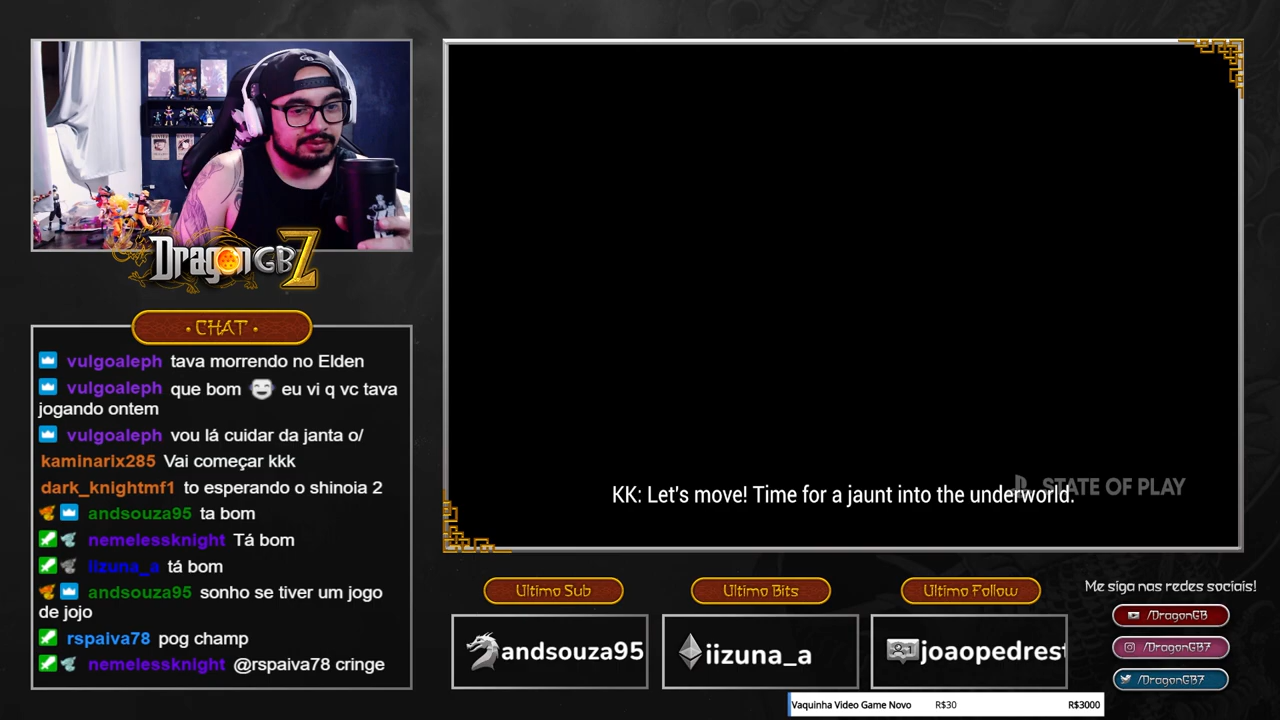 DragonGBZ
• CHAT •
vulgoaleph tava morrendo no Elden
vulgoaleph que bom eu vi q vc tava
jogando ontem
vulgoaleph vou lá cuidar da janta o/
kaminarix285 Vai começar kkk
dark_knightmf1 to esperando o shinoia 2
andsouza95 ta bom
nemelessknight Tá bom
iizuna_a tá bom
andsouza95 sonho se tiver um jogo
de jojo
rspaiva78 pog champ
nemelessknight @rspaiva78 cringe
STATE OF PLAY
KK: Let's move! Time for a jaunt into the underworld.
Ultimo Sub
andsouza95
Ultimo Bits
iizuna_a
Ultimo Follow
joaopedrest
Me siga nas redes sociais!
/DragonGB
/DragonGB7
/DragonGB7
Vaquinha Video Game Novo R$30 R$3000